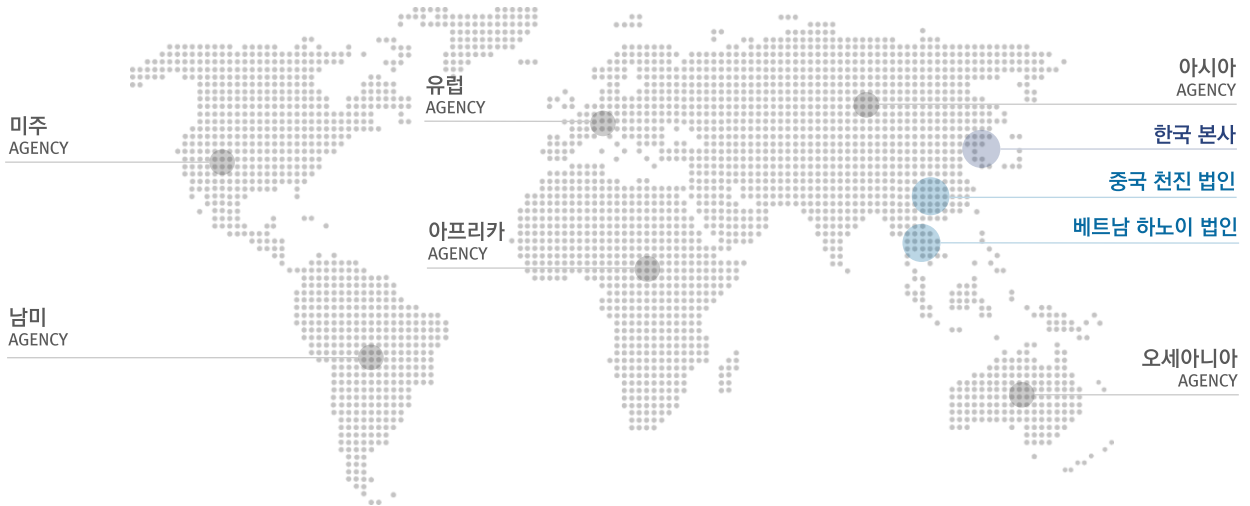 미주
AGENCY
남미
AGENCY
유럽
AGENCY
아프리카
AGENCY
아시아
AGENCY
한국 본사
중국 천진 법인
베트남 하노이 법인
오세아니아
AGENCY